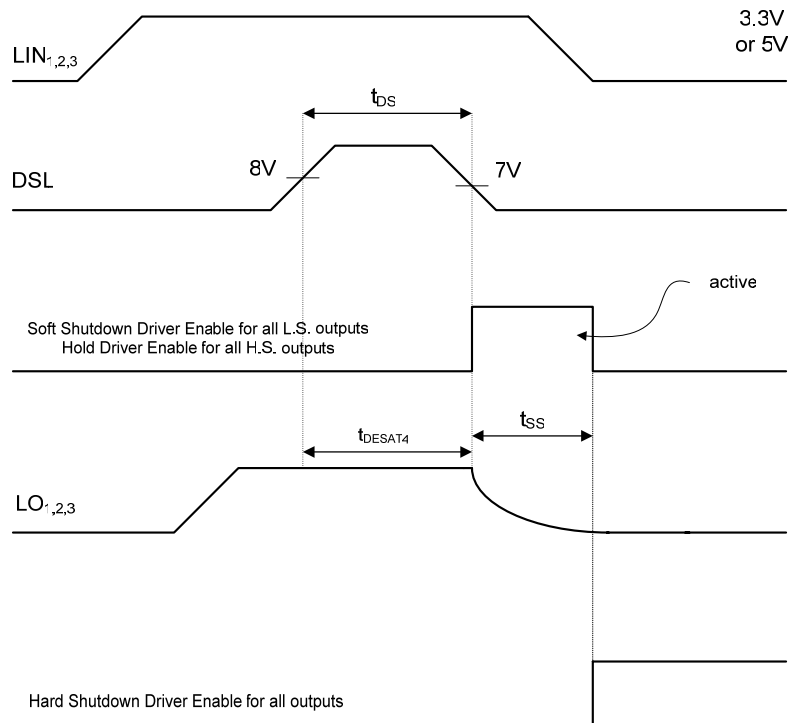 3.3V
or 5V
LIN1,2,3
tDS
8V
7V
DSL
active
Soft Shutdown Driver Enable for all L.S. outputs
Hold Driver Enable for all H.S. outputs
tSS
tDESAT4
LO1,2,3
Hard Shutdown Driver Enable for all outputs